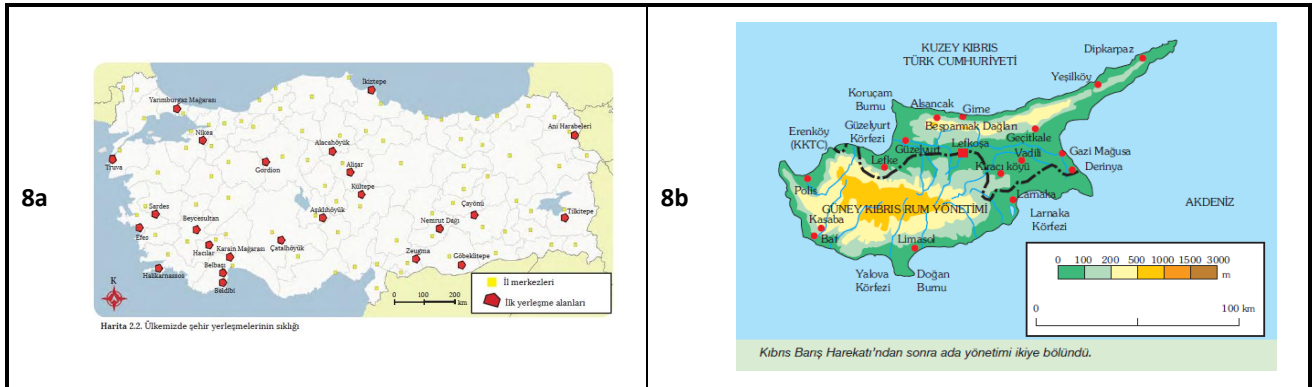 8a
İkiztepe
Yarımburgaz Mağarası
Nikea
Alacahöyük
Ani Harabeleri
Truva
Gordion
Alişar
Kültepe
Sardes
Beycesultan
Aşıklıhöyük
Çayönü
Nemrut Dağı
Tilkitepe
Efes
Hacılar
Karain Mağarası
Çatalhöyük
Belbaşı
Zeugma
Göbeklitepe
Halikarnassos
Beldibi
K
0 100 200
km
İl merkezleri
İlk yerleşme alanları
Harita 2.2. Ülkemizde şehir yerleşmelerinin sıklığı
8b
KUZEY KIBRIS
TÜRK CUMHURİYETİ
Dipkarpaz
Yeşilköy
Koruçam
Burnu
Alsancak
Girne
Güzelyurt
Körfezi
Beşparmak Dağları
Erenköy
(KKTC)
Geçitkale
Güzelyurt
Lefkoşa
Gazi Mağusa
Lefke
Vadili
Derinya
Kiracı köyü
Polis
Larnaka
GÜNEY KIBRIS RUM YÖNETİMİ
AKDENİZ
Kasaba
Larnaka
Körfezi
Baf
Limasol
Yalova
Körfezi
Doğan
Burnu
0 100 200 500 1000 1500 3000
m
0 100 km
Kıbrıs Barış Harekatı'ndan sonra ada yönetimi ikiye bölündü.